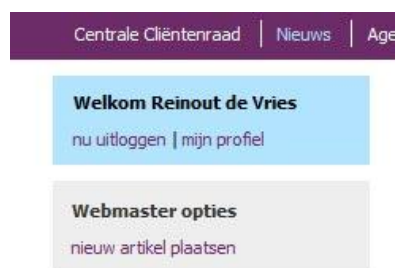 Centrale Cliëntenraad | Nieuws | Age
Welkom Reinout de Vries
nu uitloggen | mijn profiel
Webmaster opties
nieuw artikel plaatsen